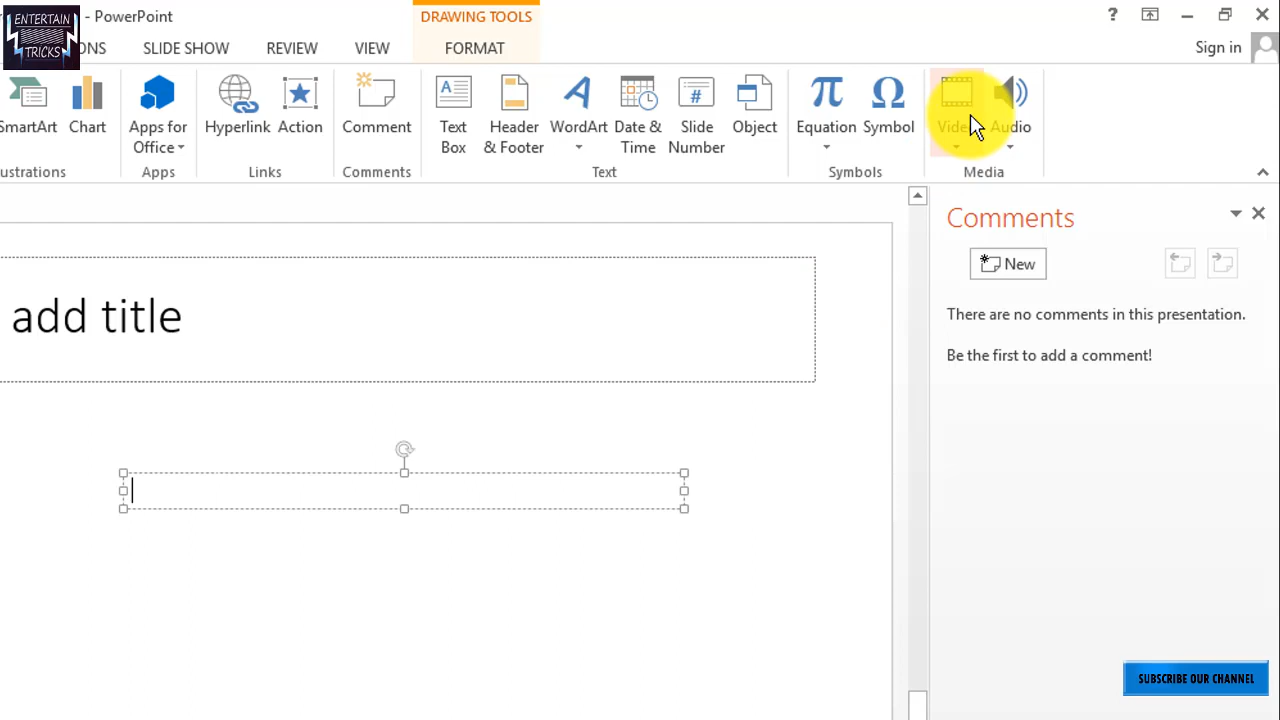 ENTERTAIN
TRICKS
- PowerPoint
DRAWING TOOLS
?
ONS
SLIDE SHOW
REVIEW
VIEW
FORMAT
Sign in
SmartArt
Chart
Apps for
Office
Hyperlink
Action
Comment
Text
Box
Header
& Footer
WordArt
Date &
Time
Slide
Number
Object
Equation
Symbol
Video
Audio
ustrations
Apps
Links
Comments
Text
Symbols
Media
Comments
New
There are no comments in this presentation.
Be the first to add a comment!
add title
SUBSCRIBE OUR CHANNEL